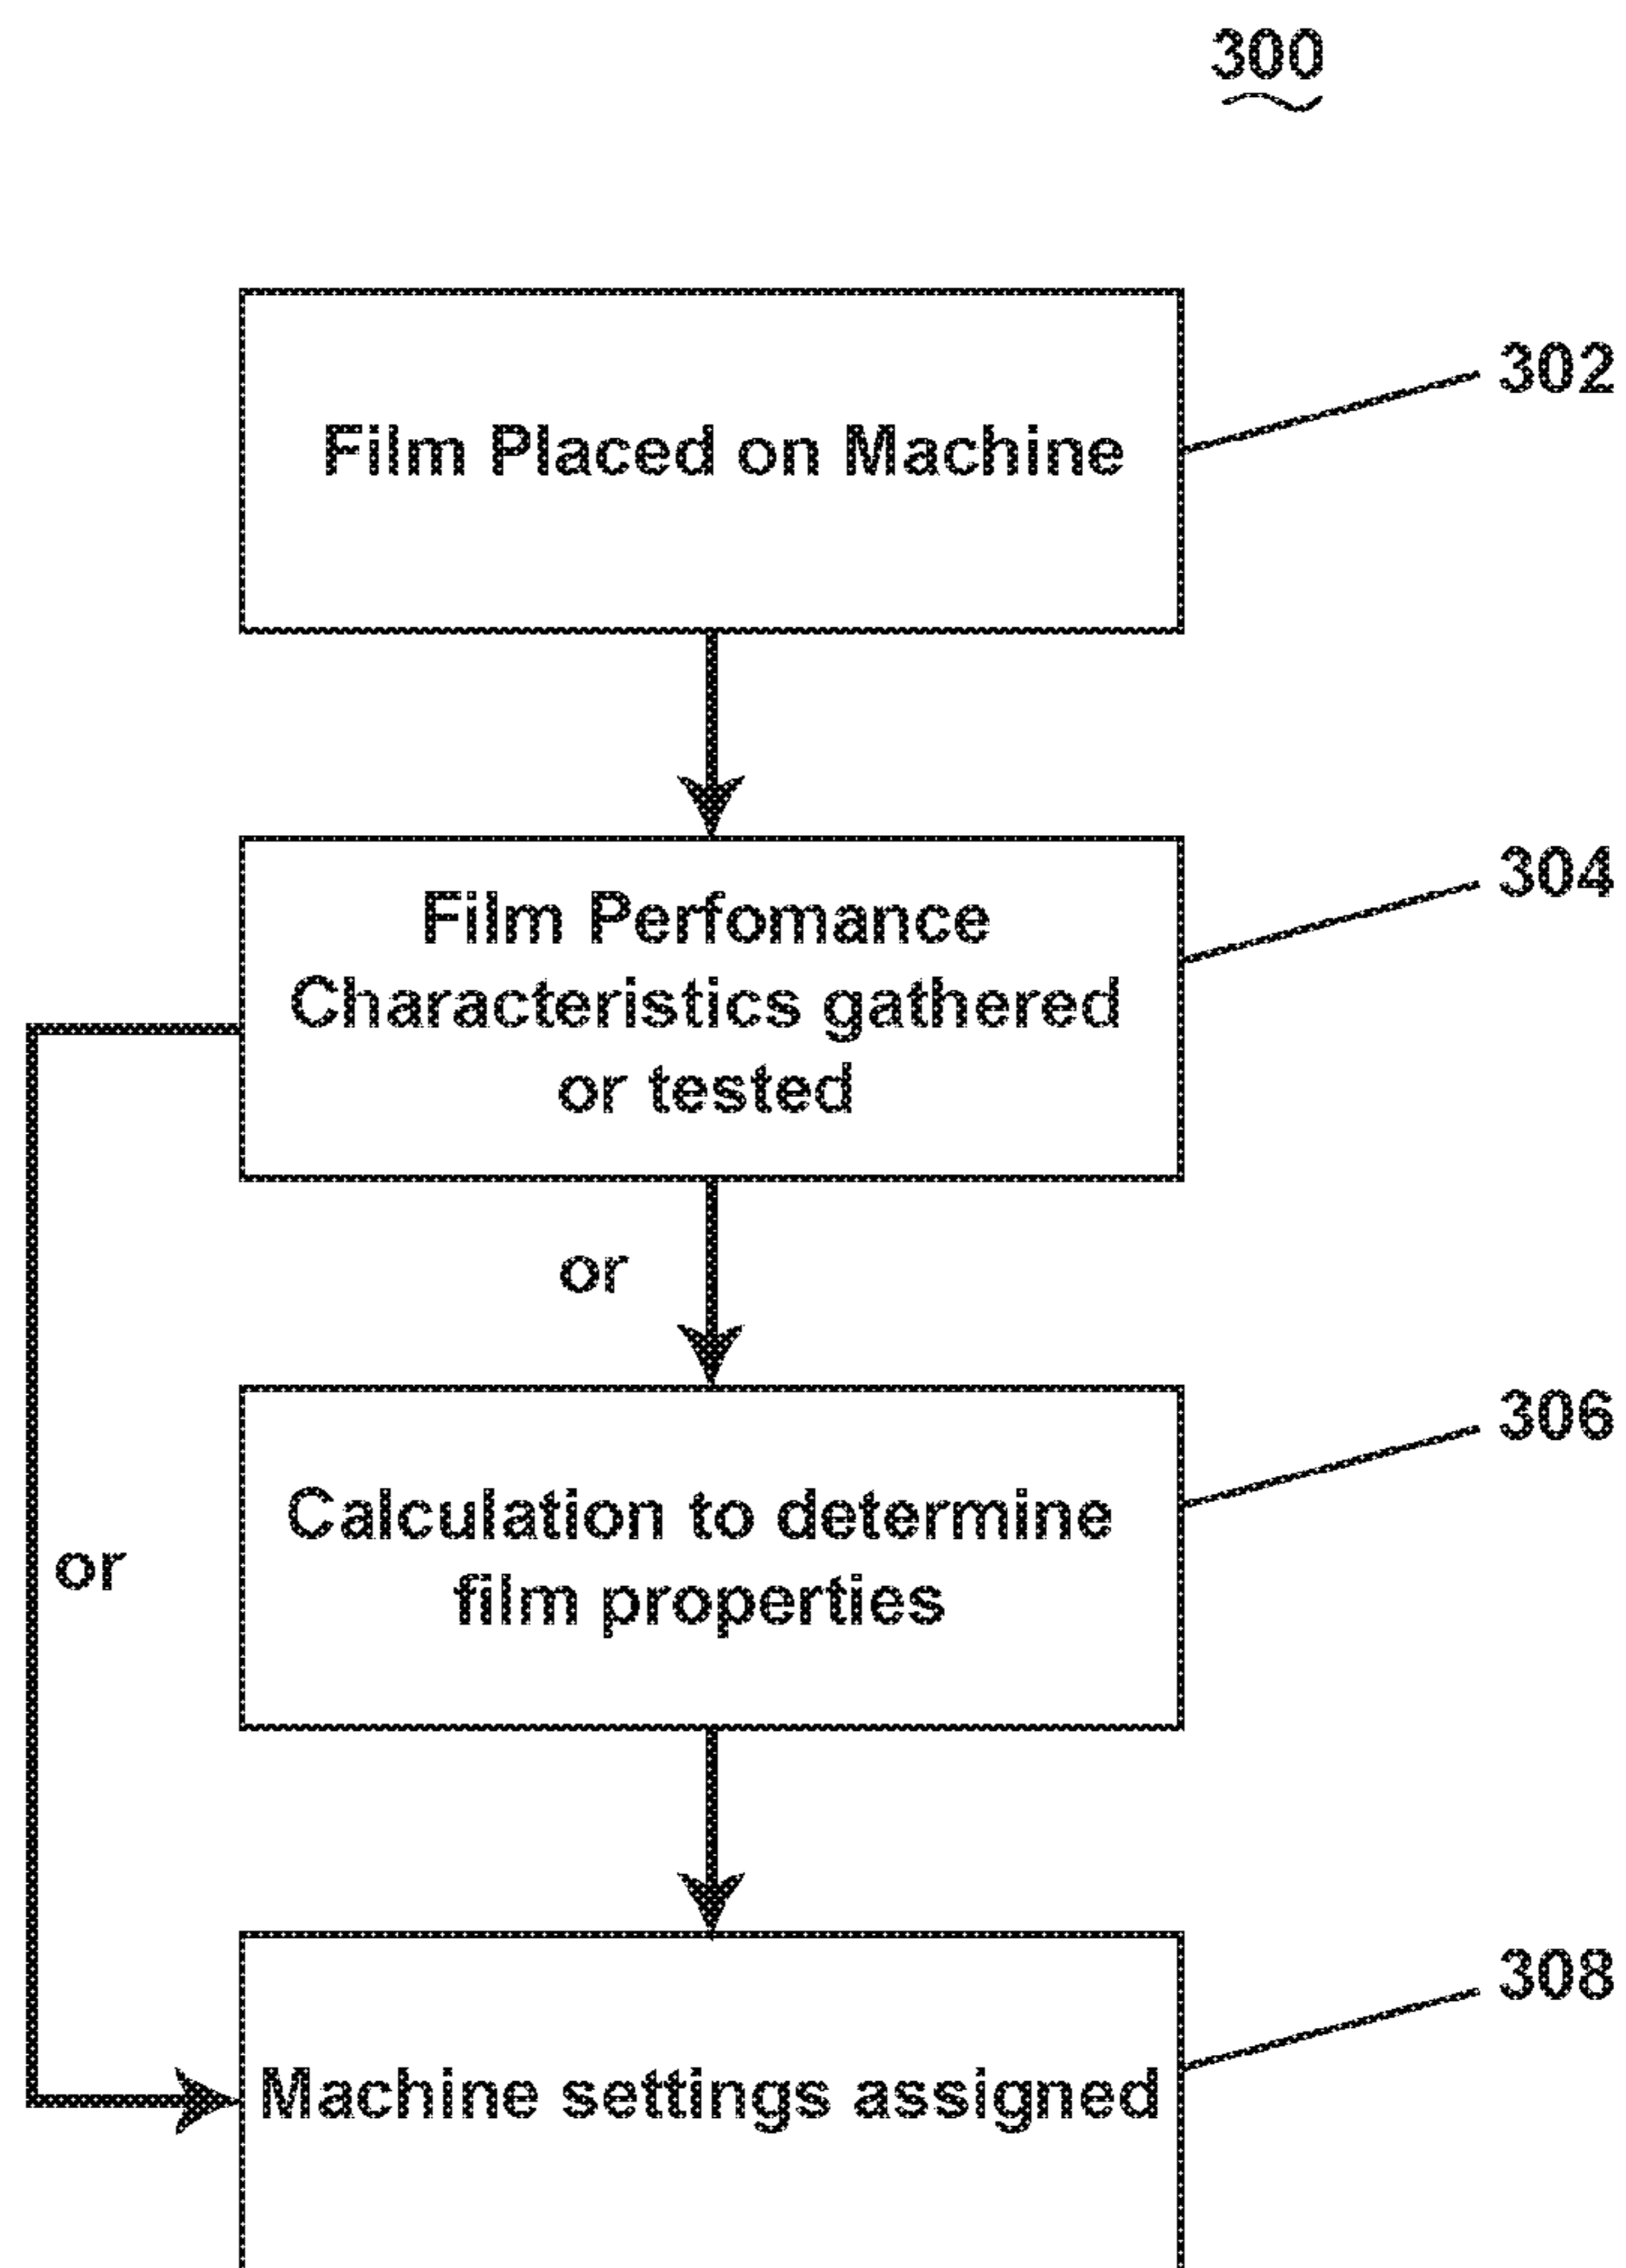 300
Film Placed on Machine
302
Film Perfomance
Characteristics gathered
or tested
304
or
Calculation to determine
film properties
306
or
Machine settings assigned
308